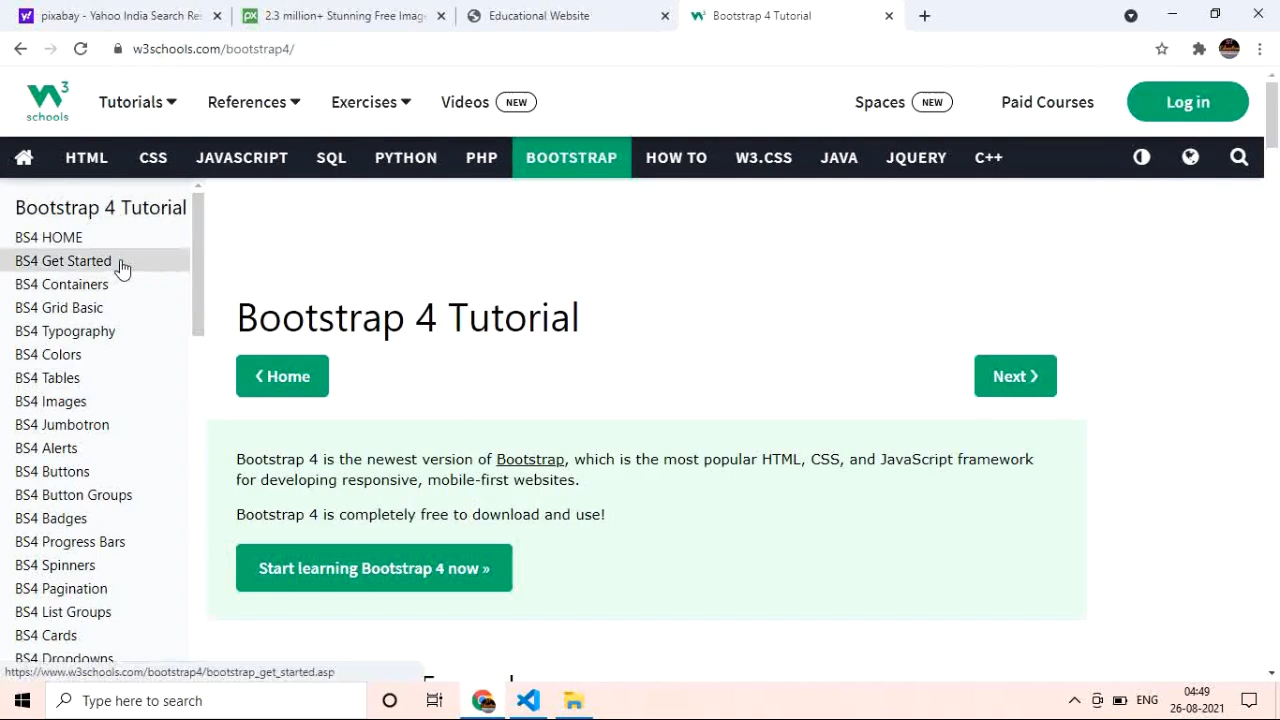 pixabay - Yahoo India Search Res
2.3 million+ Stunning Free Imag
Educational Website
Bootstrap 4 Tutorial
w3schools.com/bootstrap4/
W3
schools
Tutorials
References
Exercises
Videos NEW
Spaces NEW
Paid Courses
Log in
HTML
CSS
JAVASCRIPT
SQL
PYTHON
PHP
BOOTSTRAP
HOW TO
W3.CSS
JAVA
JQUERY
C++
Bootstrap 4 Tutorial
BS4 HOME
BS4 Get Started
BS4 Containers
BS4 Grid Basic
BS4 Typography
BS4 Colors
BS4 Tables
BS4 Images
BS4 Jumbotron
BS4 Alerts
BS4 Buttons
BS4 Button Groups
BS4 Badges
BS4 Progress Bars
BS4 Spinners
BS4 Pagination
BS4 List Groups
BS4 Cards
BS4 Dropdowns
Bootstrap 4 Tutorial
❮ Home
Next ❯
Bootstrap 4 is the newest version of Bootstrap, which is the most popular HTML, CSS, and JavaScript framework
for developing responsive, mobile-first websites.
Bootstrap 4 is completely free to download and use!
Start learning Bootstrap 4 now »
https://www.w3schools.com/bootstrap4/bootstrap_get_started.asp
Type here to search
ENG
04:49
26-08-2021